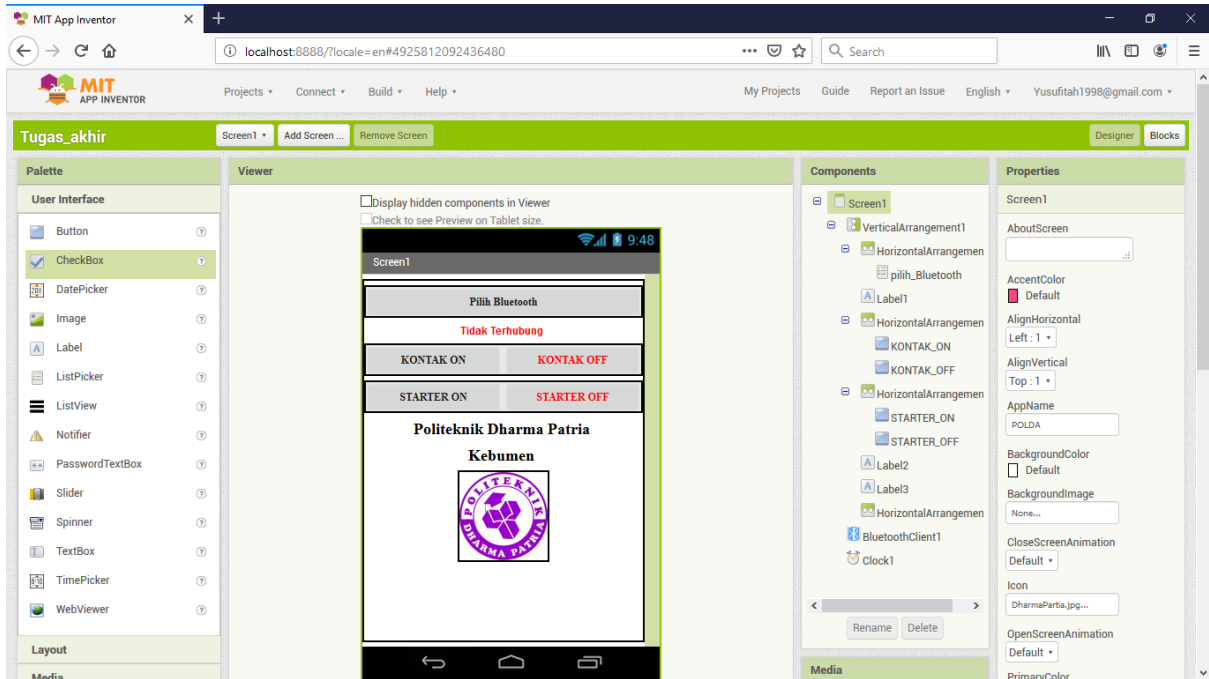 MIT App Inventor
localhost:8888/?locale=en#4925812092436480
Search
MIT
APP INVENTOR
Projects
Connect
Build
Help
My Projects
Guide
Report an Issue
English
Yusufitah1998@gmail.com
Tugas_akhir
Screen1
Add Screen ...
Remove Screen
Designer
Blocks
Palette
User Interface
Button
CheckBox
DatePicker
Image
Label
ListPicker
ListView
Notifier
PasswordTextBox
Slider
Spinner
TextBox
TimePicker
WebViewer
Layout
Media
Viewer
Display hidden components in Viewer
Check to see Preview on Tablet size.
9:48
Screen1
Pilih Bluetooth
Tidak Terhubung
KONTAK ON
KONTAK OFF
STARTER ON
STARTER OFF
Politeknik Dharma Patria
Kebumen
POLITEKNIK
DHARMA PATRIA
Components
Screen1
VerticalArrangement1
HorizontalArrangemen
pilih_Bluetooth
Label1
HorizontalArrangemen
KONTAK_ON
KONTAK_OFF
HorizontalArrangemen
STARTER_ON
STARTER_OFF
Label2
Label3
HorizontalArrangemen
BluetoothClient1
Clock1
Rename
Delete
Media
Properties
Screen1
AboutScreen
AccentColor
Default
AlignHorizontal
Left : 1
AlignVertical
Top : 1
AppName
POLDA
BackgroundColor
Default
BackgroundImage
None...
CloseScreenAnimation
Default
Icon
DharmaPartia.jpg...
OpenScreenAnimation
Default
PrimaryColor